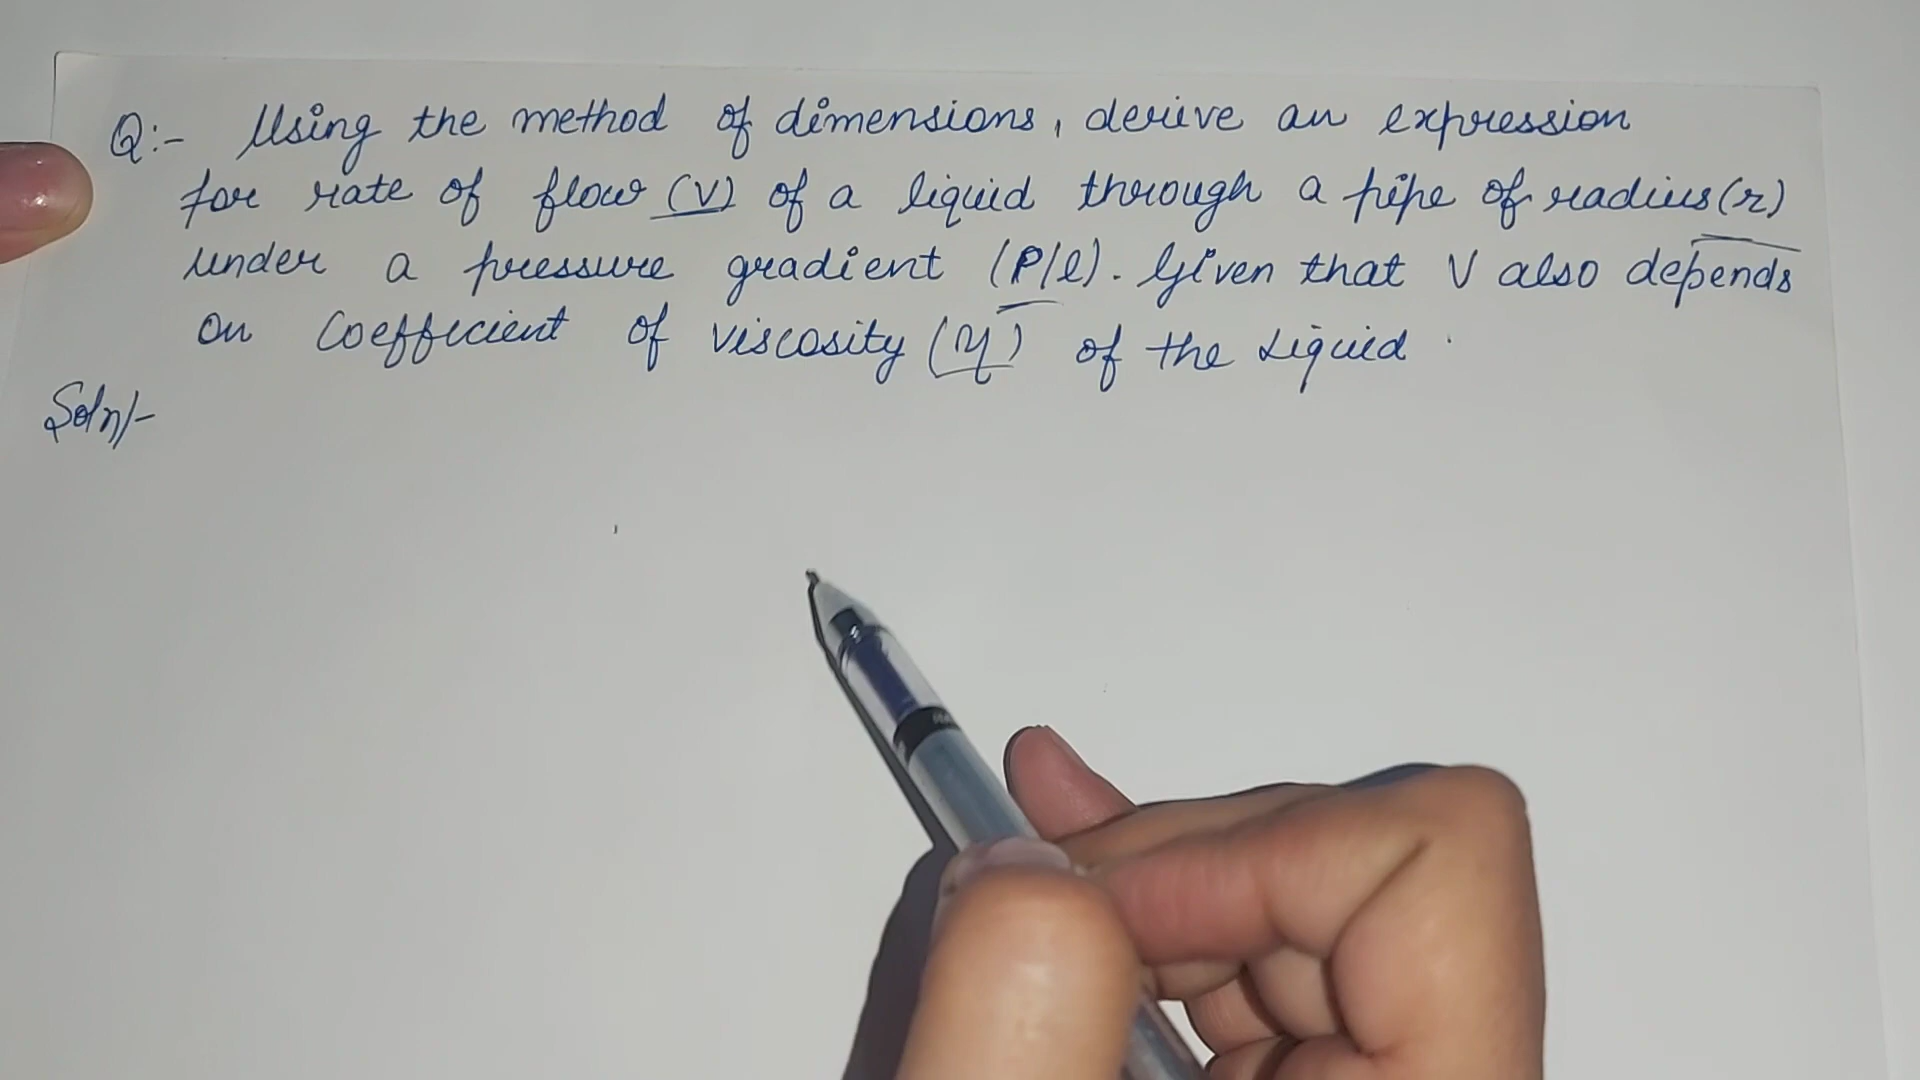 Q:- Using the method of dimensions, derive an expression
for rate of flow (V) of a liquid through a pipe of radius (r)
under a pressure gradient (P/l). Given that V also depends
on Coefficient of viscosity (η) of the liquid.
Soln/-